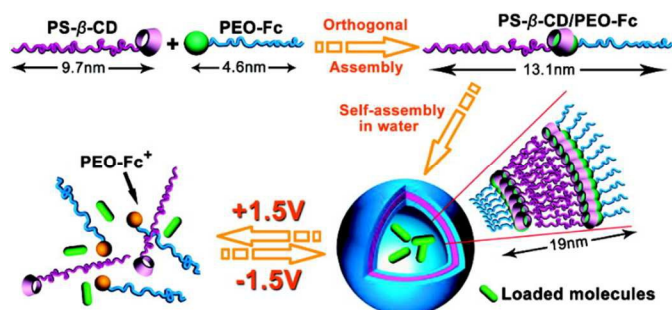 PS-β-CD
PEO-Fc
PS-β-CD/PEO-Fc
+
Orthogonal
Assembly
9.7nm
4.6nm
13.1nm
Self-assembly
in water
PEO-Fc⁺
+1.5V
-1.5V
19nm
Loaded molecules